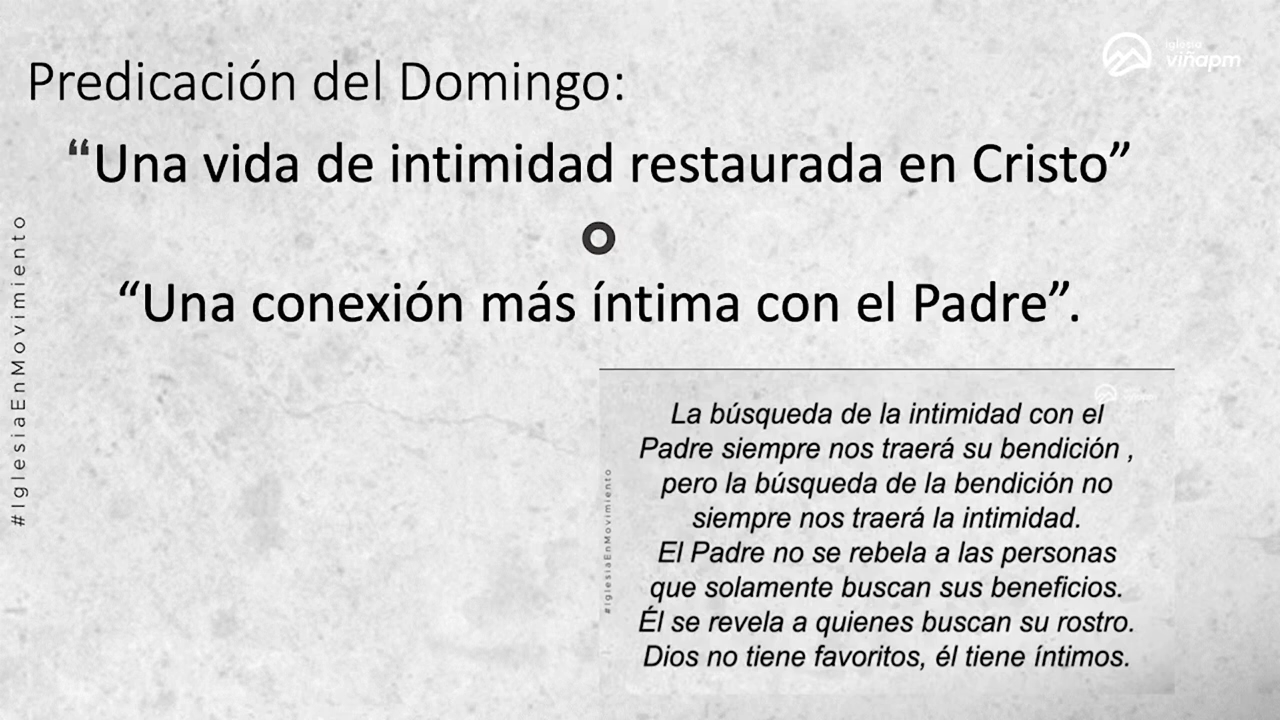 Iglesia
viñapm
Predicación del Domingo:
“Una vida de intimidad restaurada en Cristo”
o
“Una conexión más íntima con el Padre”.
#IglesiaEnMovimiento
La búsqueda de la intimidad con el
Padre siempre nos traerá su bendición ,
pero la búsqueda de la bendición no
siempre nos traerá la intimidad.
El Padre no se rebela a las personas
que solamente buscan sus beneficios.
Él se revela a quienes buscan su rostro.
Dios no tiene favoritos, él tiene íntimos.
#IglesiaEnMovimiento